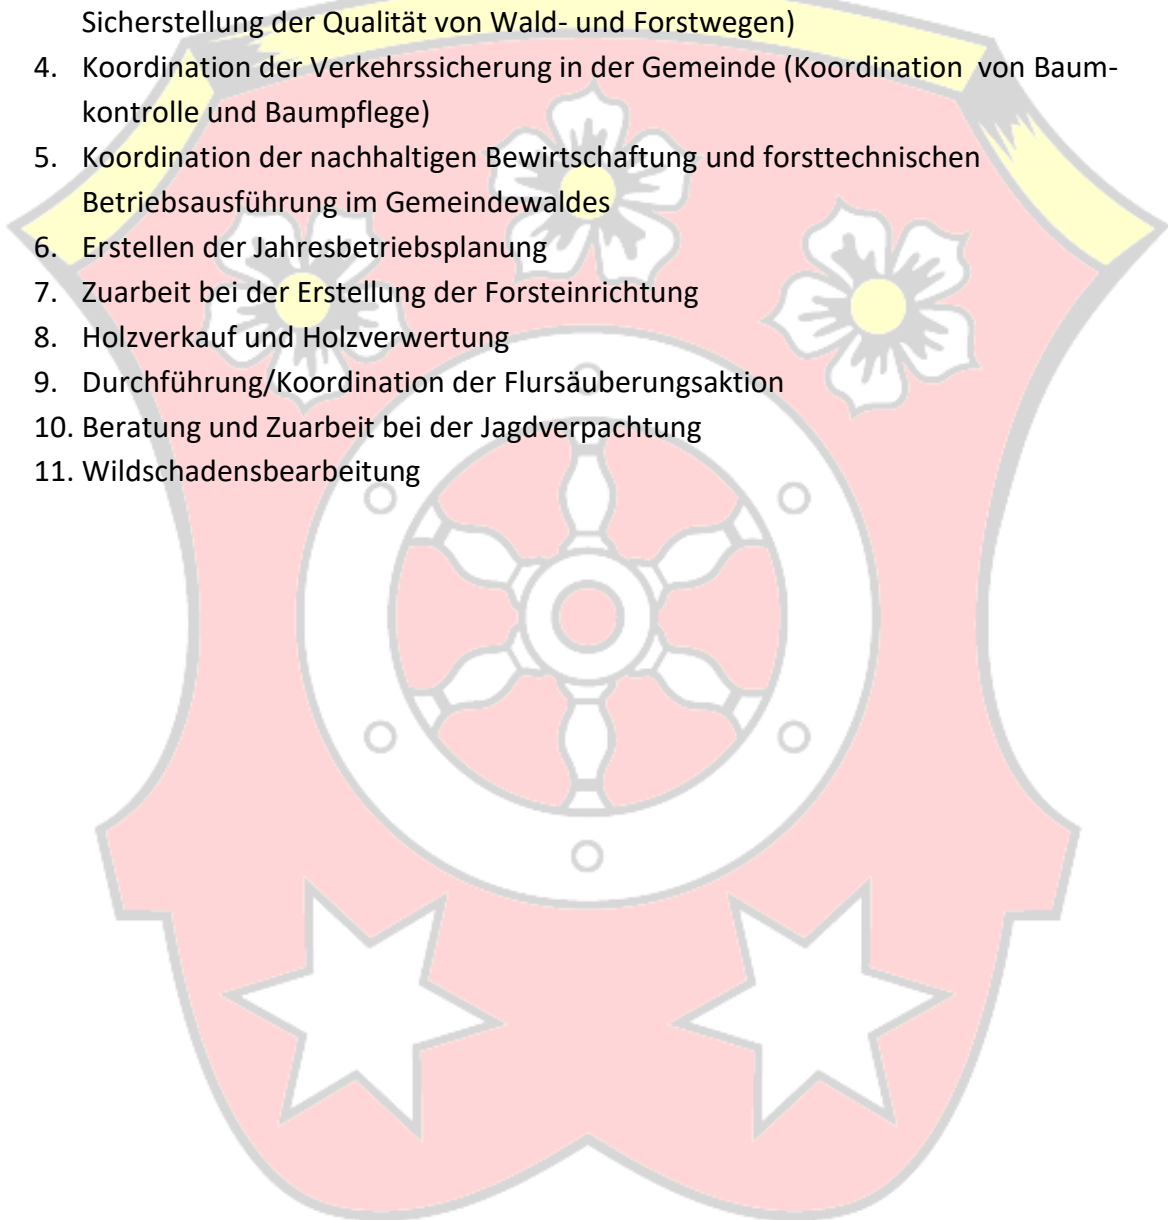 Sicherstellung der Qualität von Wald- und Forstwegen)
4. Koordination der Verkehrssicherung in der Gemeinde (Koordination  von Baum-
kontrolle und Baumpflege)
5. Koordination der nachhaltigen Bewirtschaftung und forsttechnischen
Betriebsausführung im Gemeindewaldes
6. Erstellen der Jahresbetriebsplanung
7. Zuarbeit bei der Erstellung der Forsteinrichtung
8. Holzverkauf und Holzverwertung
9. Durchführung/Koordination der Flursäuberungsaktion
10. Beratung und Zuarbeit bei der Jagdverpachtung
11. Wildschadensbearbeitung